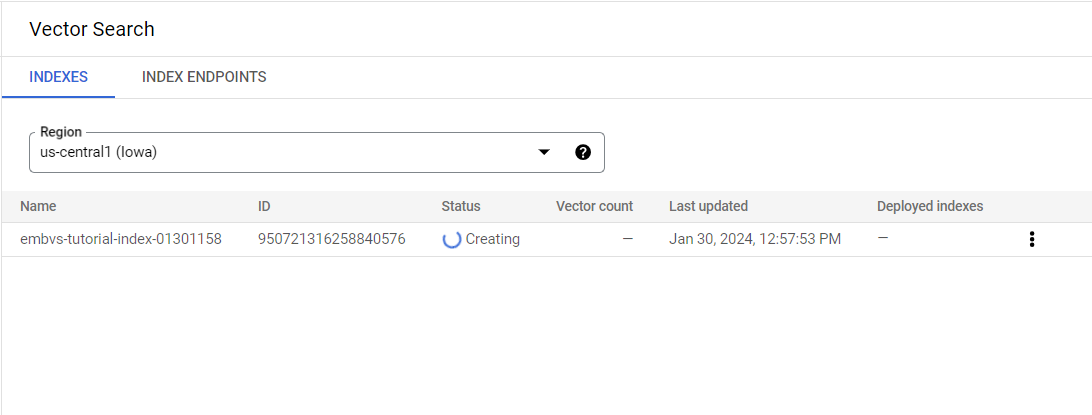 Vector Search
INDEXES INDEX ENDPOINTS
Region
us-central1 (Iowa)
Name ID Status Vector count Last updated Deployed indexes
embvs-tutorial-index-01301158 950721316258840576 Creating — Jan 30, 2024, 12:57:53 PM —